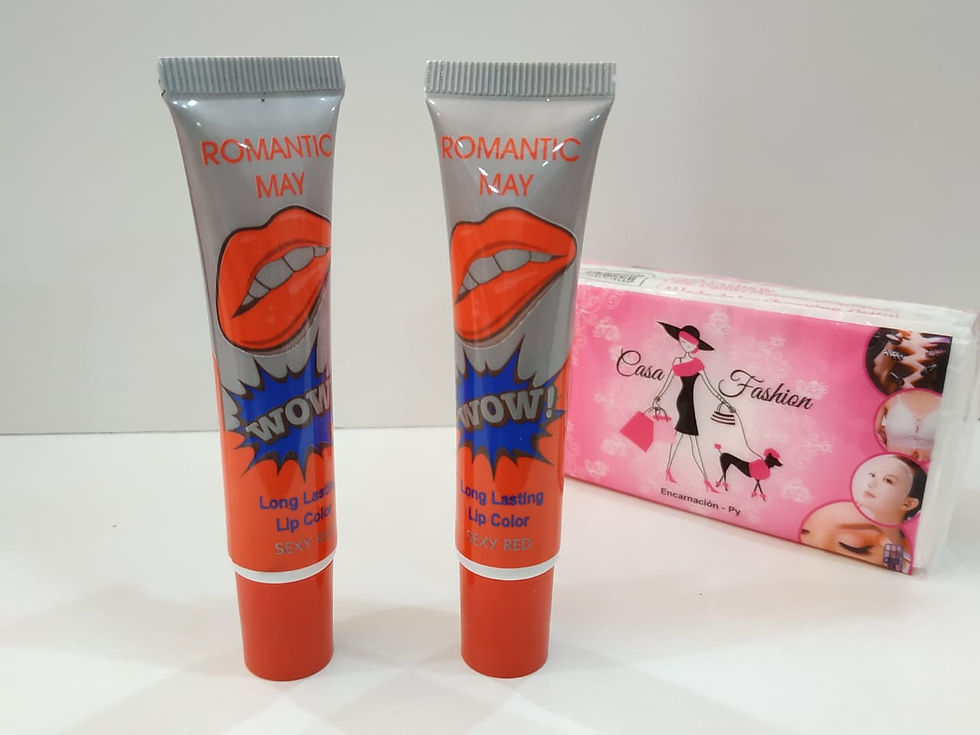 ROMANTIC
MAY
WOW
Long Lasting
Lip Color
SEXY
ROMANTIC
MAY
WOW!
Long Lasting
Lip Color
SEXY RED
Casa
Fashion
Encarnación - Py